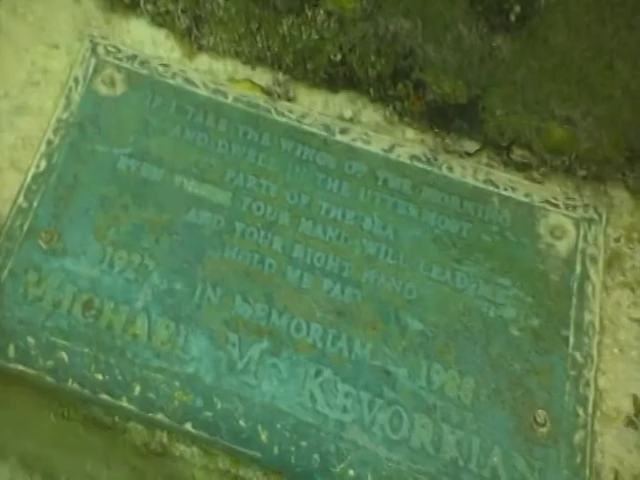 IF I TAKE THE WINGS OF THE MORNING
AND DWELL IN THE UTTERMOST
PARTS OF THE SEA
EVEN THERE YOUR HAND WILL LEAD ME
AND YOUR RIGHT HAND
HOLD ME FAST
IN MEMORIAM
MICHAEL KEVORKIAN